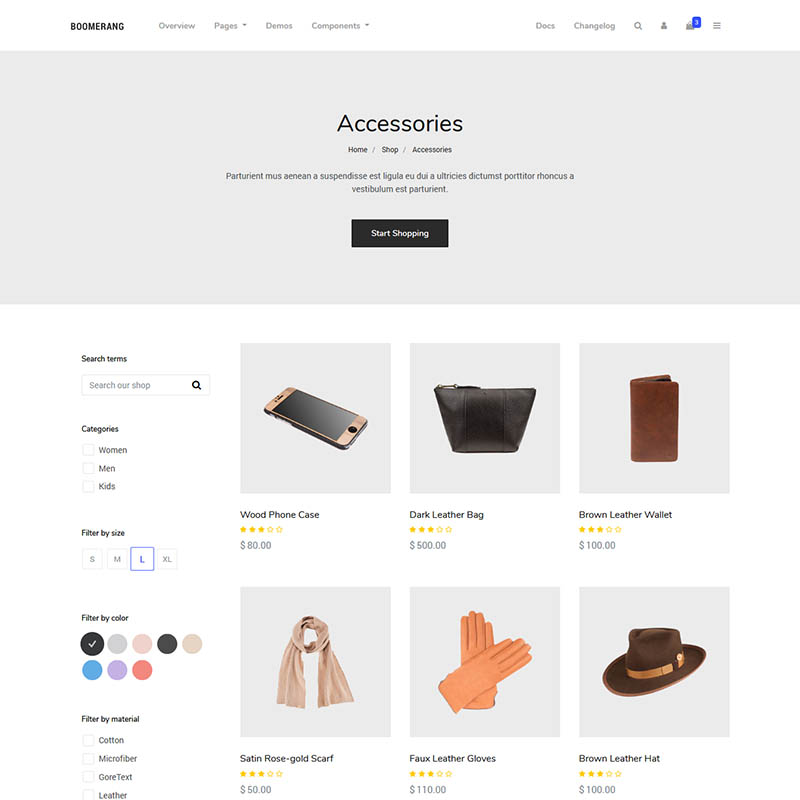 BOOMERANG Overview Pages Demos Components Docs Changelog 3
Accessories
Home / Shop / Accessories
Parturient mus aenean a suspendisse est ligula eu dui a ultricies dictumst porttitor rhoncus a
vestibulum est parturient.
Start Shopping
Search terms
Search our shop
Categories
Women
Men
Kids
Filter by size
S M L XL
Filter by color
Filter by material
Cotton
Microfiber
GoreText
Leather
Wood Phone Case
$ 80.00
Dark Leather Bag
$ 500.00
Brown Leather Wallet
$ 100.00
Satin Rose-gold Scarf
$ 50.00
Faux Leather Gloves
$ 110.00
Brown Leather Hat
$ 100.00